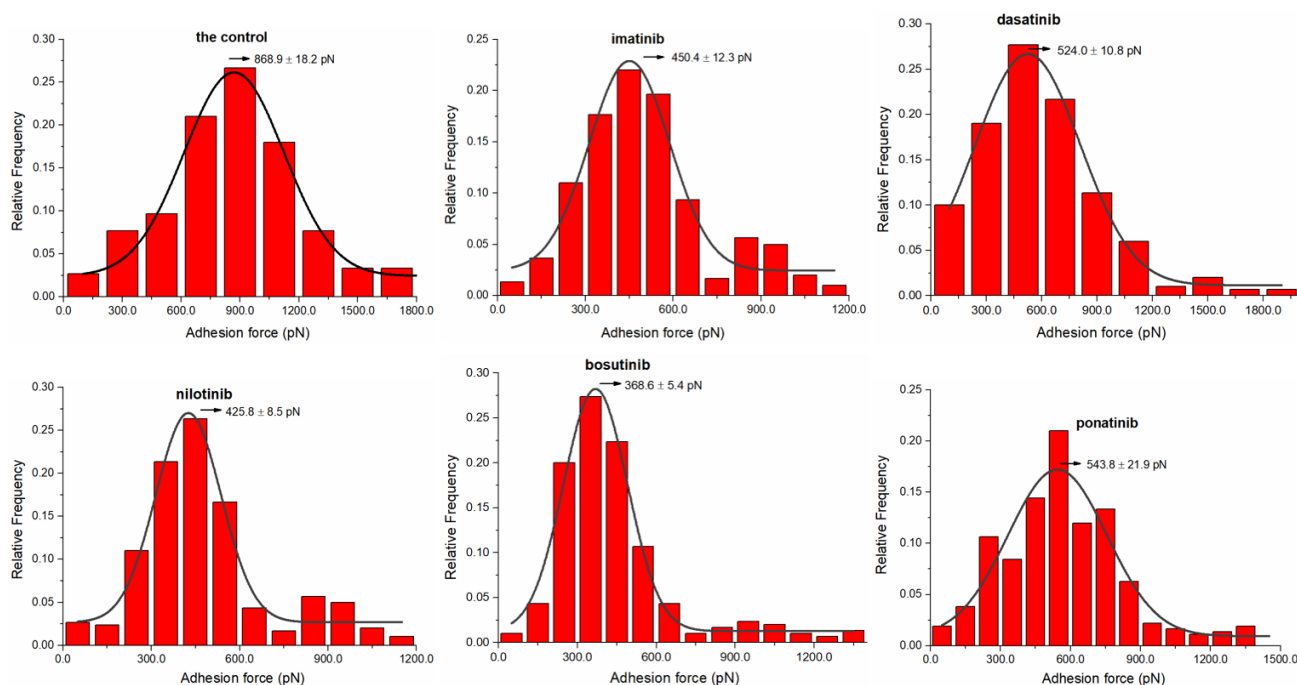 the control
868.9 ± 18.2 pN
Relative Frequency
0.30
0.25
0.20
0.15
0.10
0.05
0.00
0.0 300.0 600.0 900.0 1200.0 1500.0 1800.0
Adhesion force (pN)
imatinib
450.4 ± 12.3 pN
Relative Frequency
0.25
0.20
0.15
0.10
0.05
0.00
0.0 300.0 600.0 900.0 1200.0
Adhesion force (pN)
dasatinib
524.0 ± 10.8 pN
Relative Frequency
0.30
0.25
0.20
0.15
0.10
0.05
0.00
0.0 300.0 600.0 900.0 1200.0 1500.0 1800.0
Adhesion force (pN)
nilotinib
425.8 ± 8.5 pN
Relative Frequency
0.30
0.25
0.20
0.15
0.10
0.05
0.00
0.0 300.0 600.0 900.0 1200.0
Adhesion force (pN)
bosutinib
368.6 ± 5.4 pN
Relative Frequency
0.30
0.25
0.20
0.15
0.10
0.05
0.00
0.0 300.0 600.0 900.0 1200.0
Adhesion force (pN)
ponatinib
543.8 ± 21.9 pN
Relative Frequency
0.25
0.20
0.15
0.10
0.05
0.00
0.0 300.0 600.0 900.0 1200.0 1500.0
Adhesion force (pN)